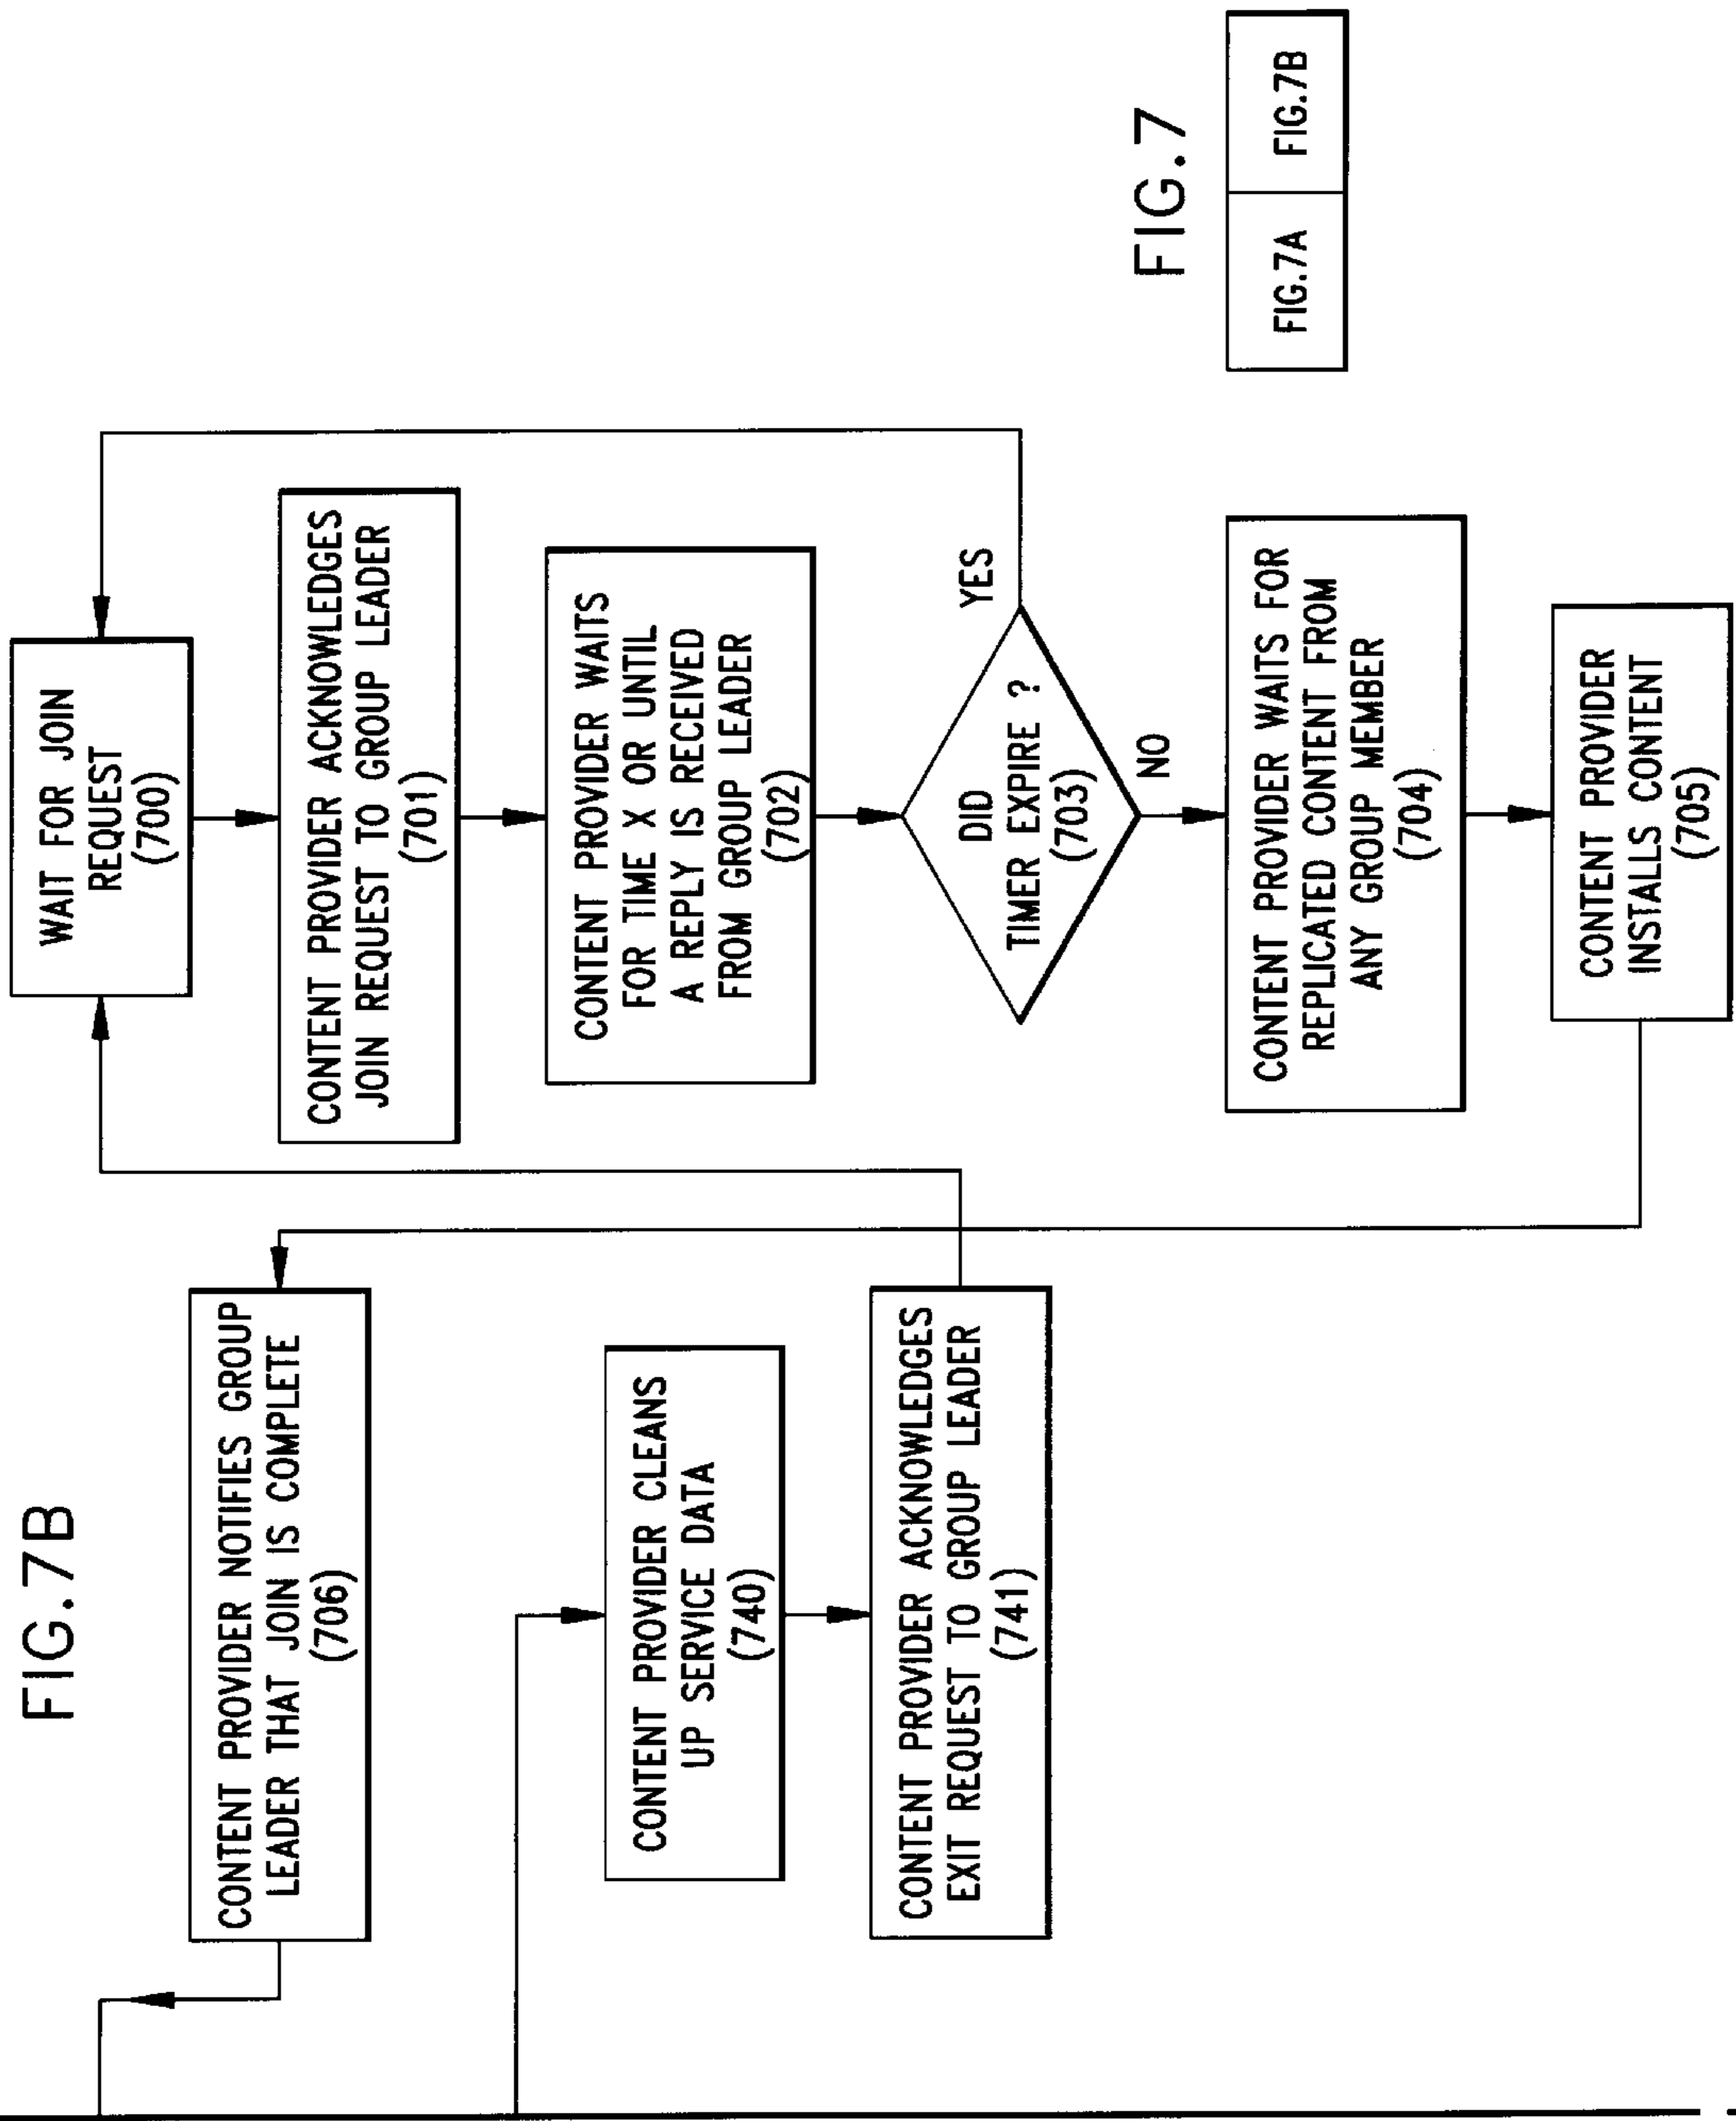 FIG.7B
CONTENT PROVIDER NOTIFIES GROUP
LEADER THAT JOIN IS COMPLETE
(706)
CONTENT PROVIDER CLEANS
UP SERVICE DATA
(740)
CONTENT PROVIDER ACKNOWLEDGES
EXIT REQUEST TO GROUP LEADER
(741)
WAIT FOR JOIN
REQUEST
(700)
CONTENT PROVIDER ACKNOWLEDGES
JOIN REQUEST TO GROUP LEADER
(701)
CONTENT PROVIDER WAITS
FOR TIME X OR UNTIL
A REPLY IS RECEIVED
FROM GROUP LEADER
(702)
DID
TIMER EXPIRE ?
(703)
YES
NO
CONTENT PROVIDER WAITS FOR
REPLICATED CONTENT FROM
ANY GROUP MEMBER
(704)
CONTENT PROVIDER
INSTALLS CONTENT
(705)
FIG.7
FIG.7A
FIG.7B